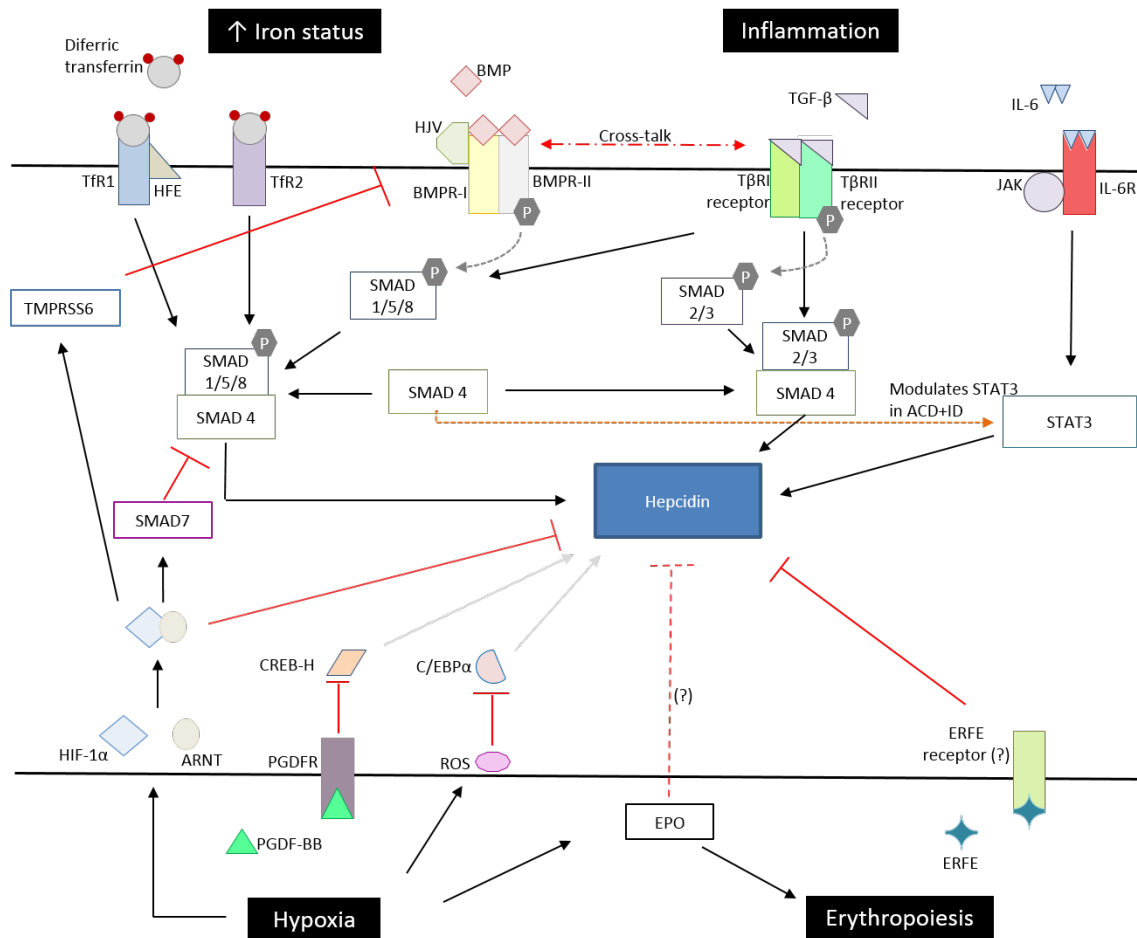 ↑ Iron status
Inflammation
Diferric
transferrin
BMP
TGF-β
IL-6
HJV
Cross-talk
TfR1
HFE
TfR2
BMPR-I
BMPR-II
TβRI
receptor
TβRII
receptor
JAK
IL-6R
P
P
TMPRSS6
SMAD
1/5/8
P
SMAD
2/3
P
SMAD
1/5/8
P
SMAD 4
SMAD 4
SMAD
2/3
P
SMAD 4
Modulates STAT3
in ACD+ID
STAT3
SMAD7
Hepcidin
CREB-H
C/EBPα
(?)
HIF-1α
ARNT
PGDFR
ROS
ERFE
receptor (?)
PGDF-BB
EPO
ERFE
Hypoxia
Erythropoiesis